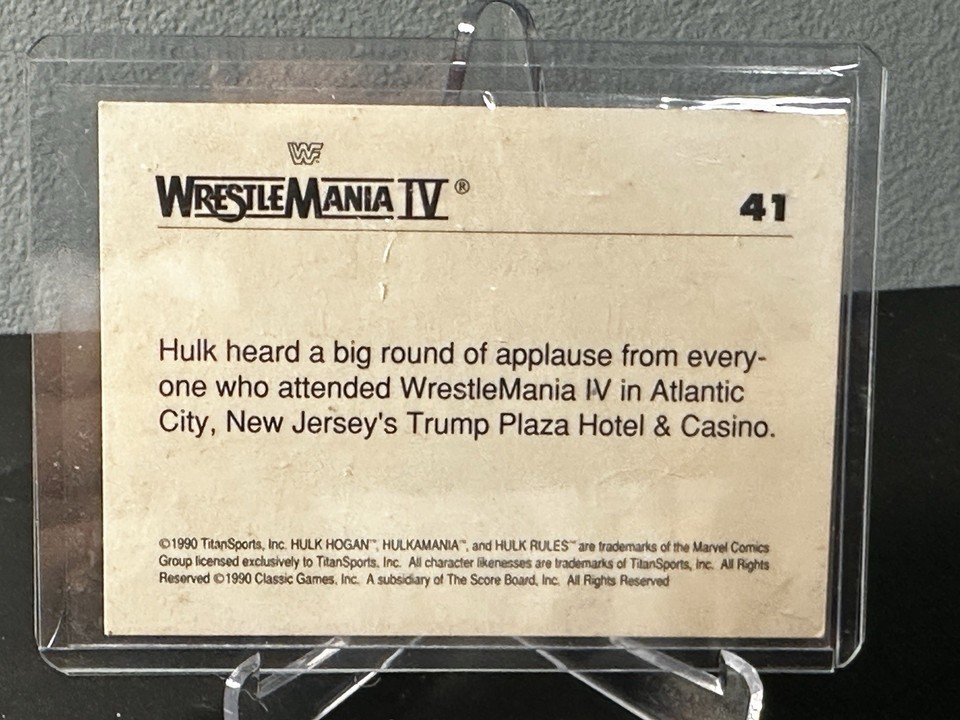 WF
WRESTLEMANIA IV®
41
Hulk heard a big round of applause from every-
one who attended WrestleMania IV in Atlantic
City, New Jersey's Trump Plaza Hotel & Casino.
©1990 TitanSports, Inc. HULK HOGAN™, HULKAMANIA™, and HULK RULES™ are trademarks of the Marvel Comics
Group licensed exclusively to TitanSports, Inc. All character likenesses are trademarks of TitanSports, Inc. All Rights
Reserved ©1990 Classic Games, Inc. A subsidiary of The Score Board, Inc. All Rights Reserved